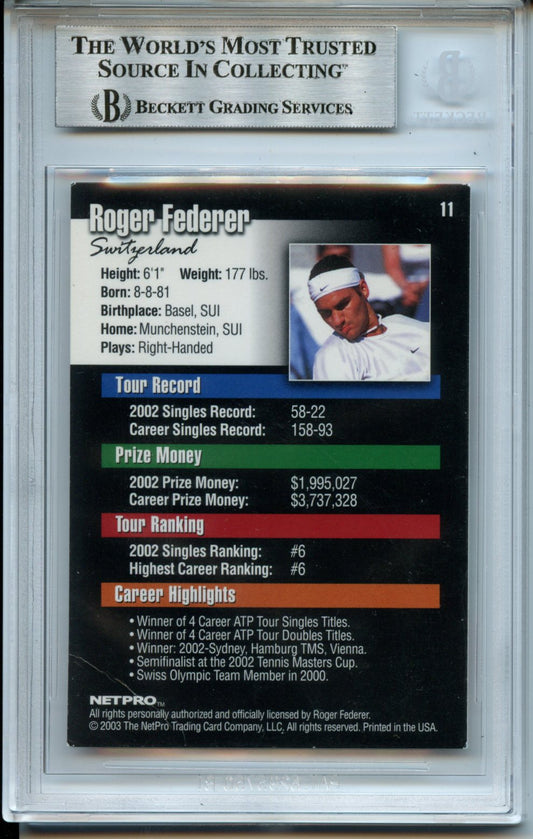 THE WORLD'S MOST TRUSTED
SOURCE IN COLLECTING™
B BECKETT GRADING SERVICES
BECKETT
Roger Federer
11
Switzerland
Height: 6'1" Weight: 177 lbs.
Born: 8-8-81
Birthplace: Basel, SUI
Home: Munchenstein, SUI
Plays: Right-Handed
Tour Record
2002 Singles Record: 58-22
Career Singles Record: 158-93
Prize Money
2002 Prize Money: $1,995,027
Career Prize Money: $3,737,328
Tour Ranking
2002 Singles Ranking: #6
Highest Career Ranking: #6
Career Highlights
• Winner of 4 Career ATP Tour Singles Titles.
• Winner of 4 Career ATP Tour Doubles Titles.
• Winner: 2002-Sydney, Hamburg TMS, Vienna.
• Semifinalist at the 2002 Tennis Masters Cup.
• Swiss Olympic Team Member in 2000.
NETPRO™
All rights personally authorized and officially licensed by Roger Federer.
© 2003 The NetPro Trading Card Company, LLC, All rights reserved. Printed in the USA.